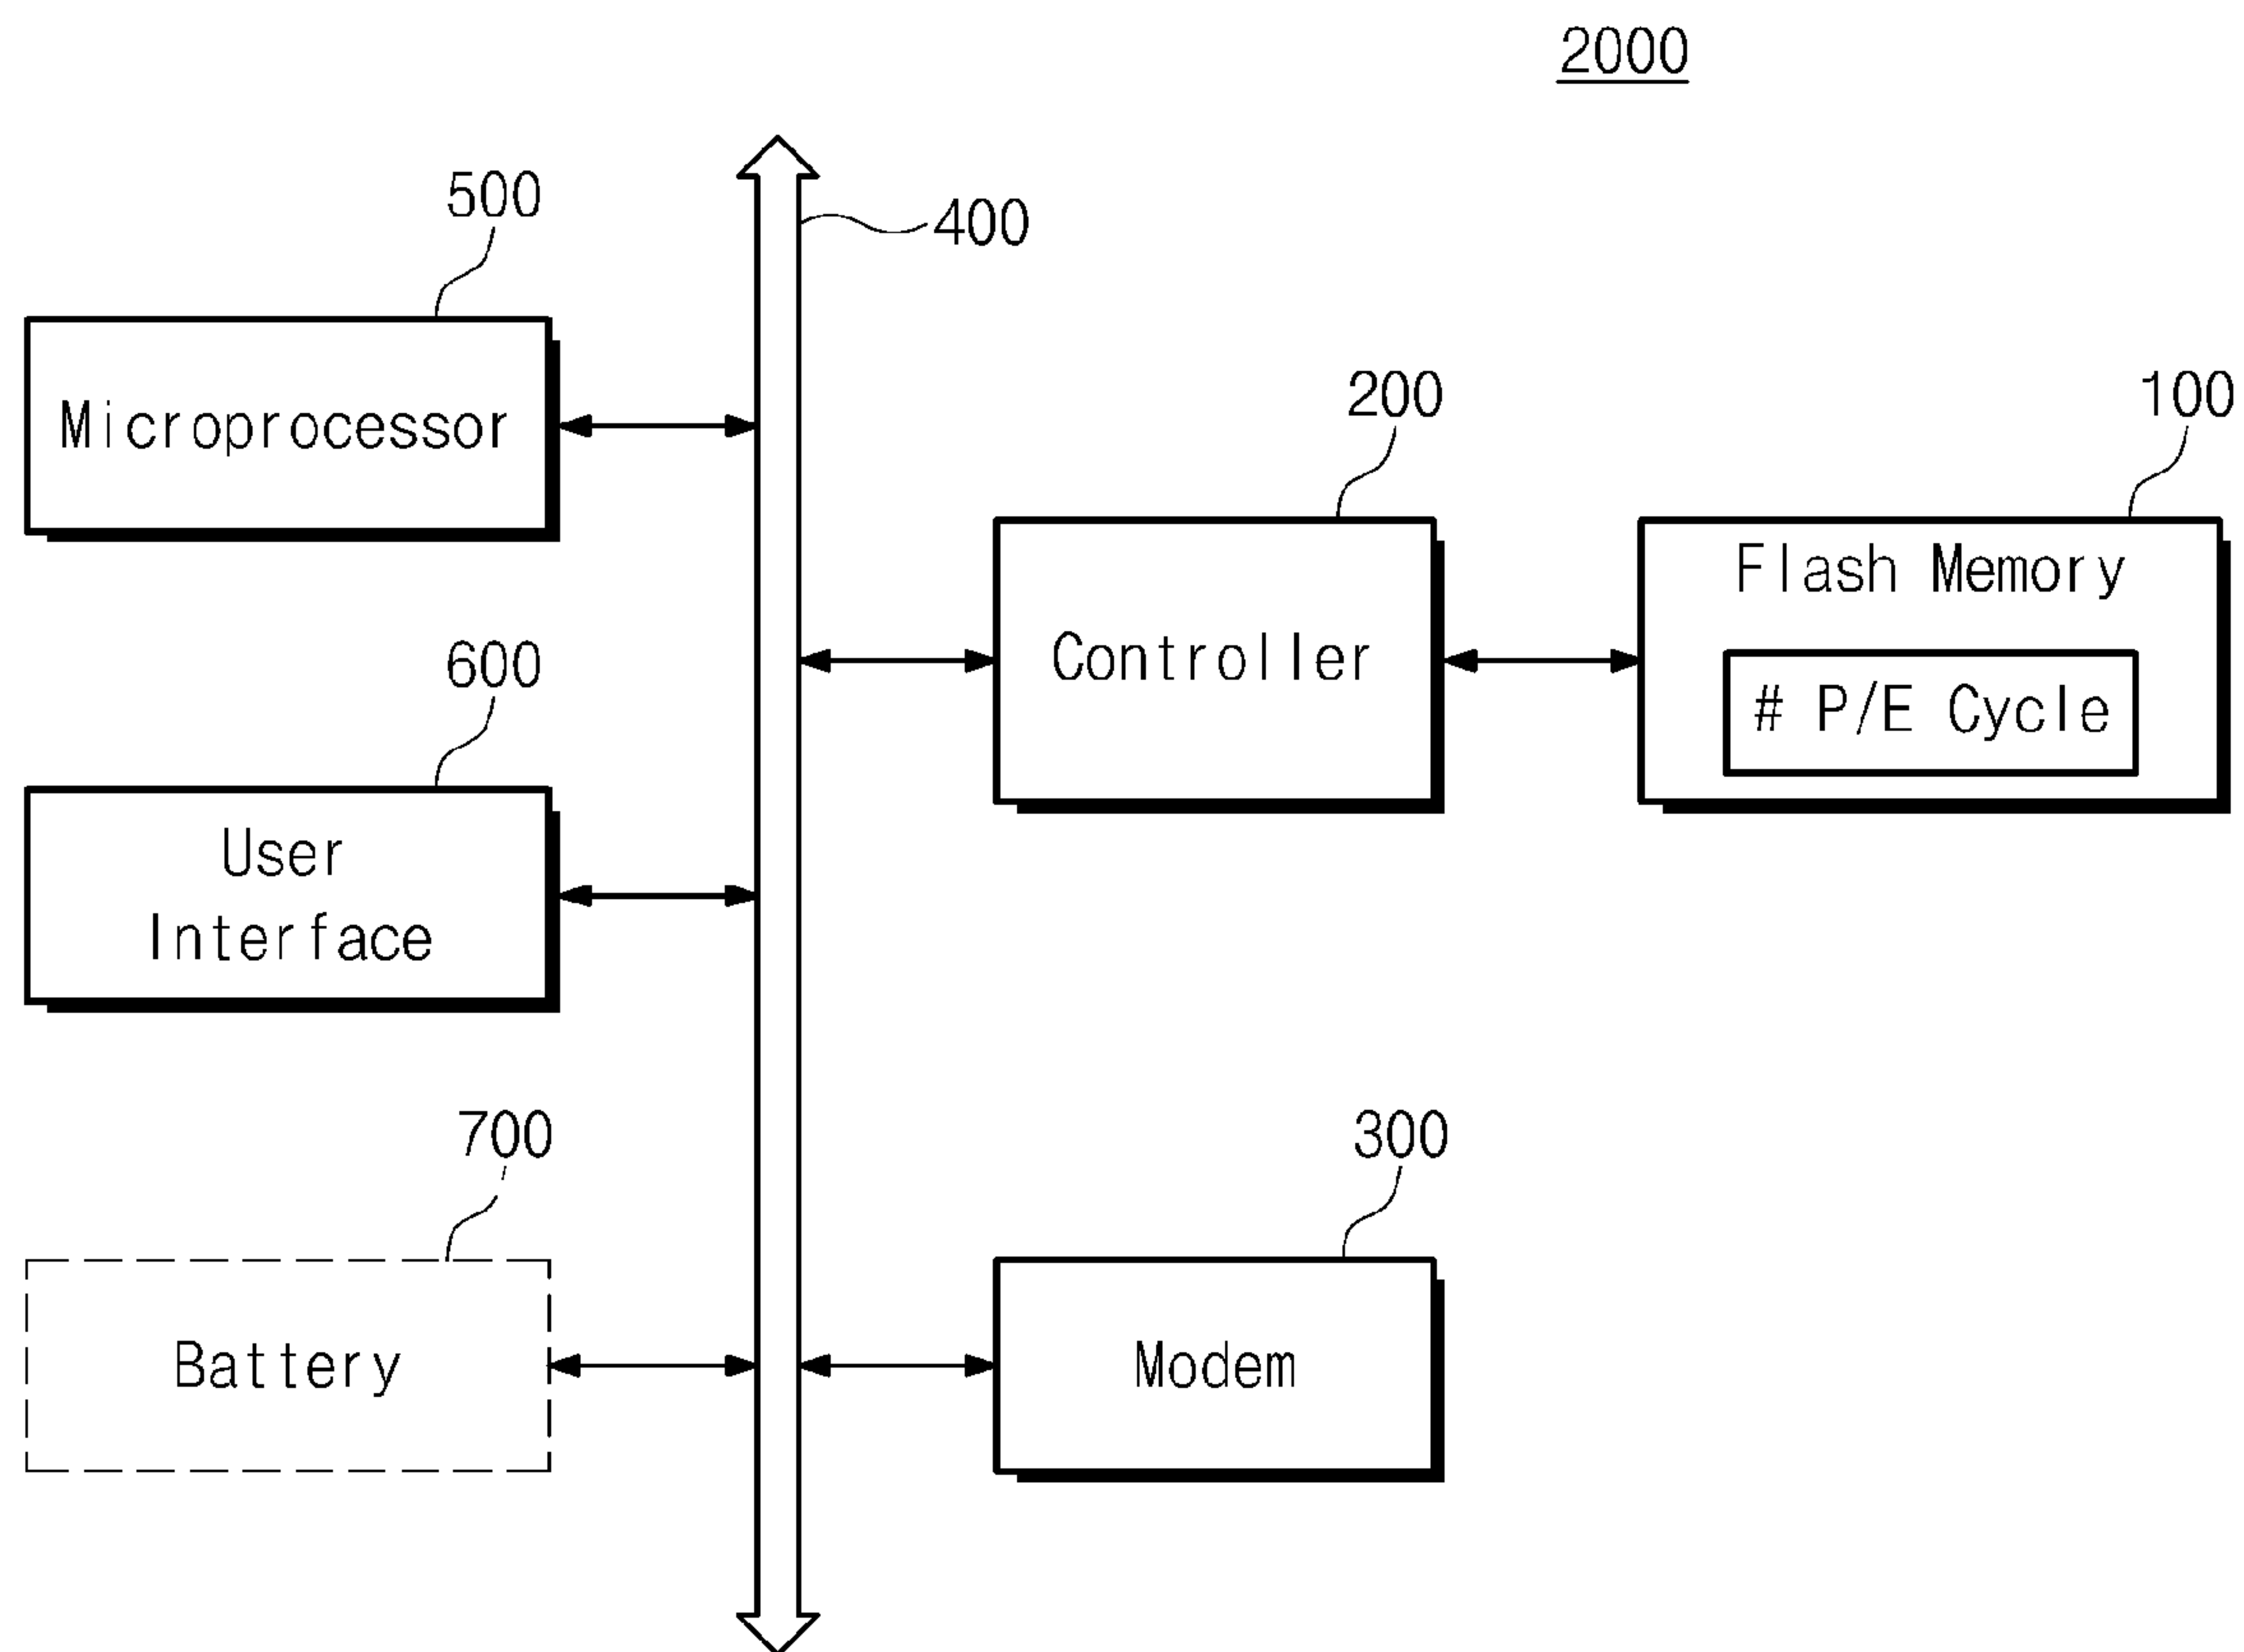 2000
500
400
Microprocessor
200
100
Controller
Flash Memory
# P/E Cycle
600
User
Interface
700
300
Battery
Modem